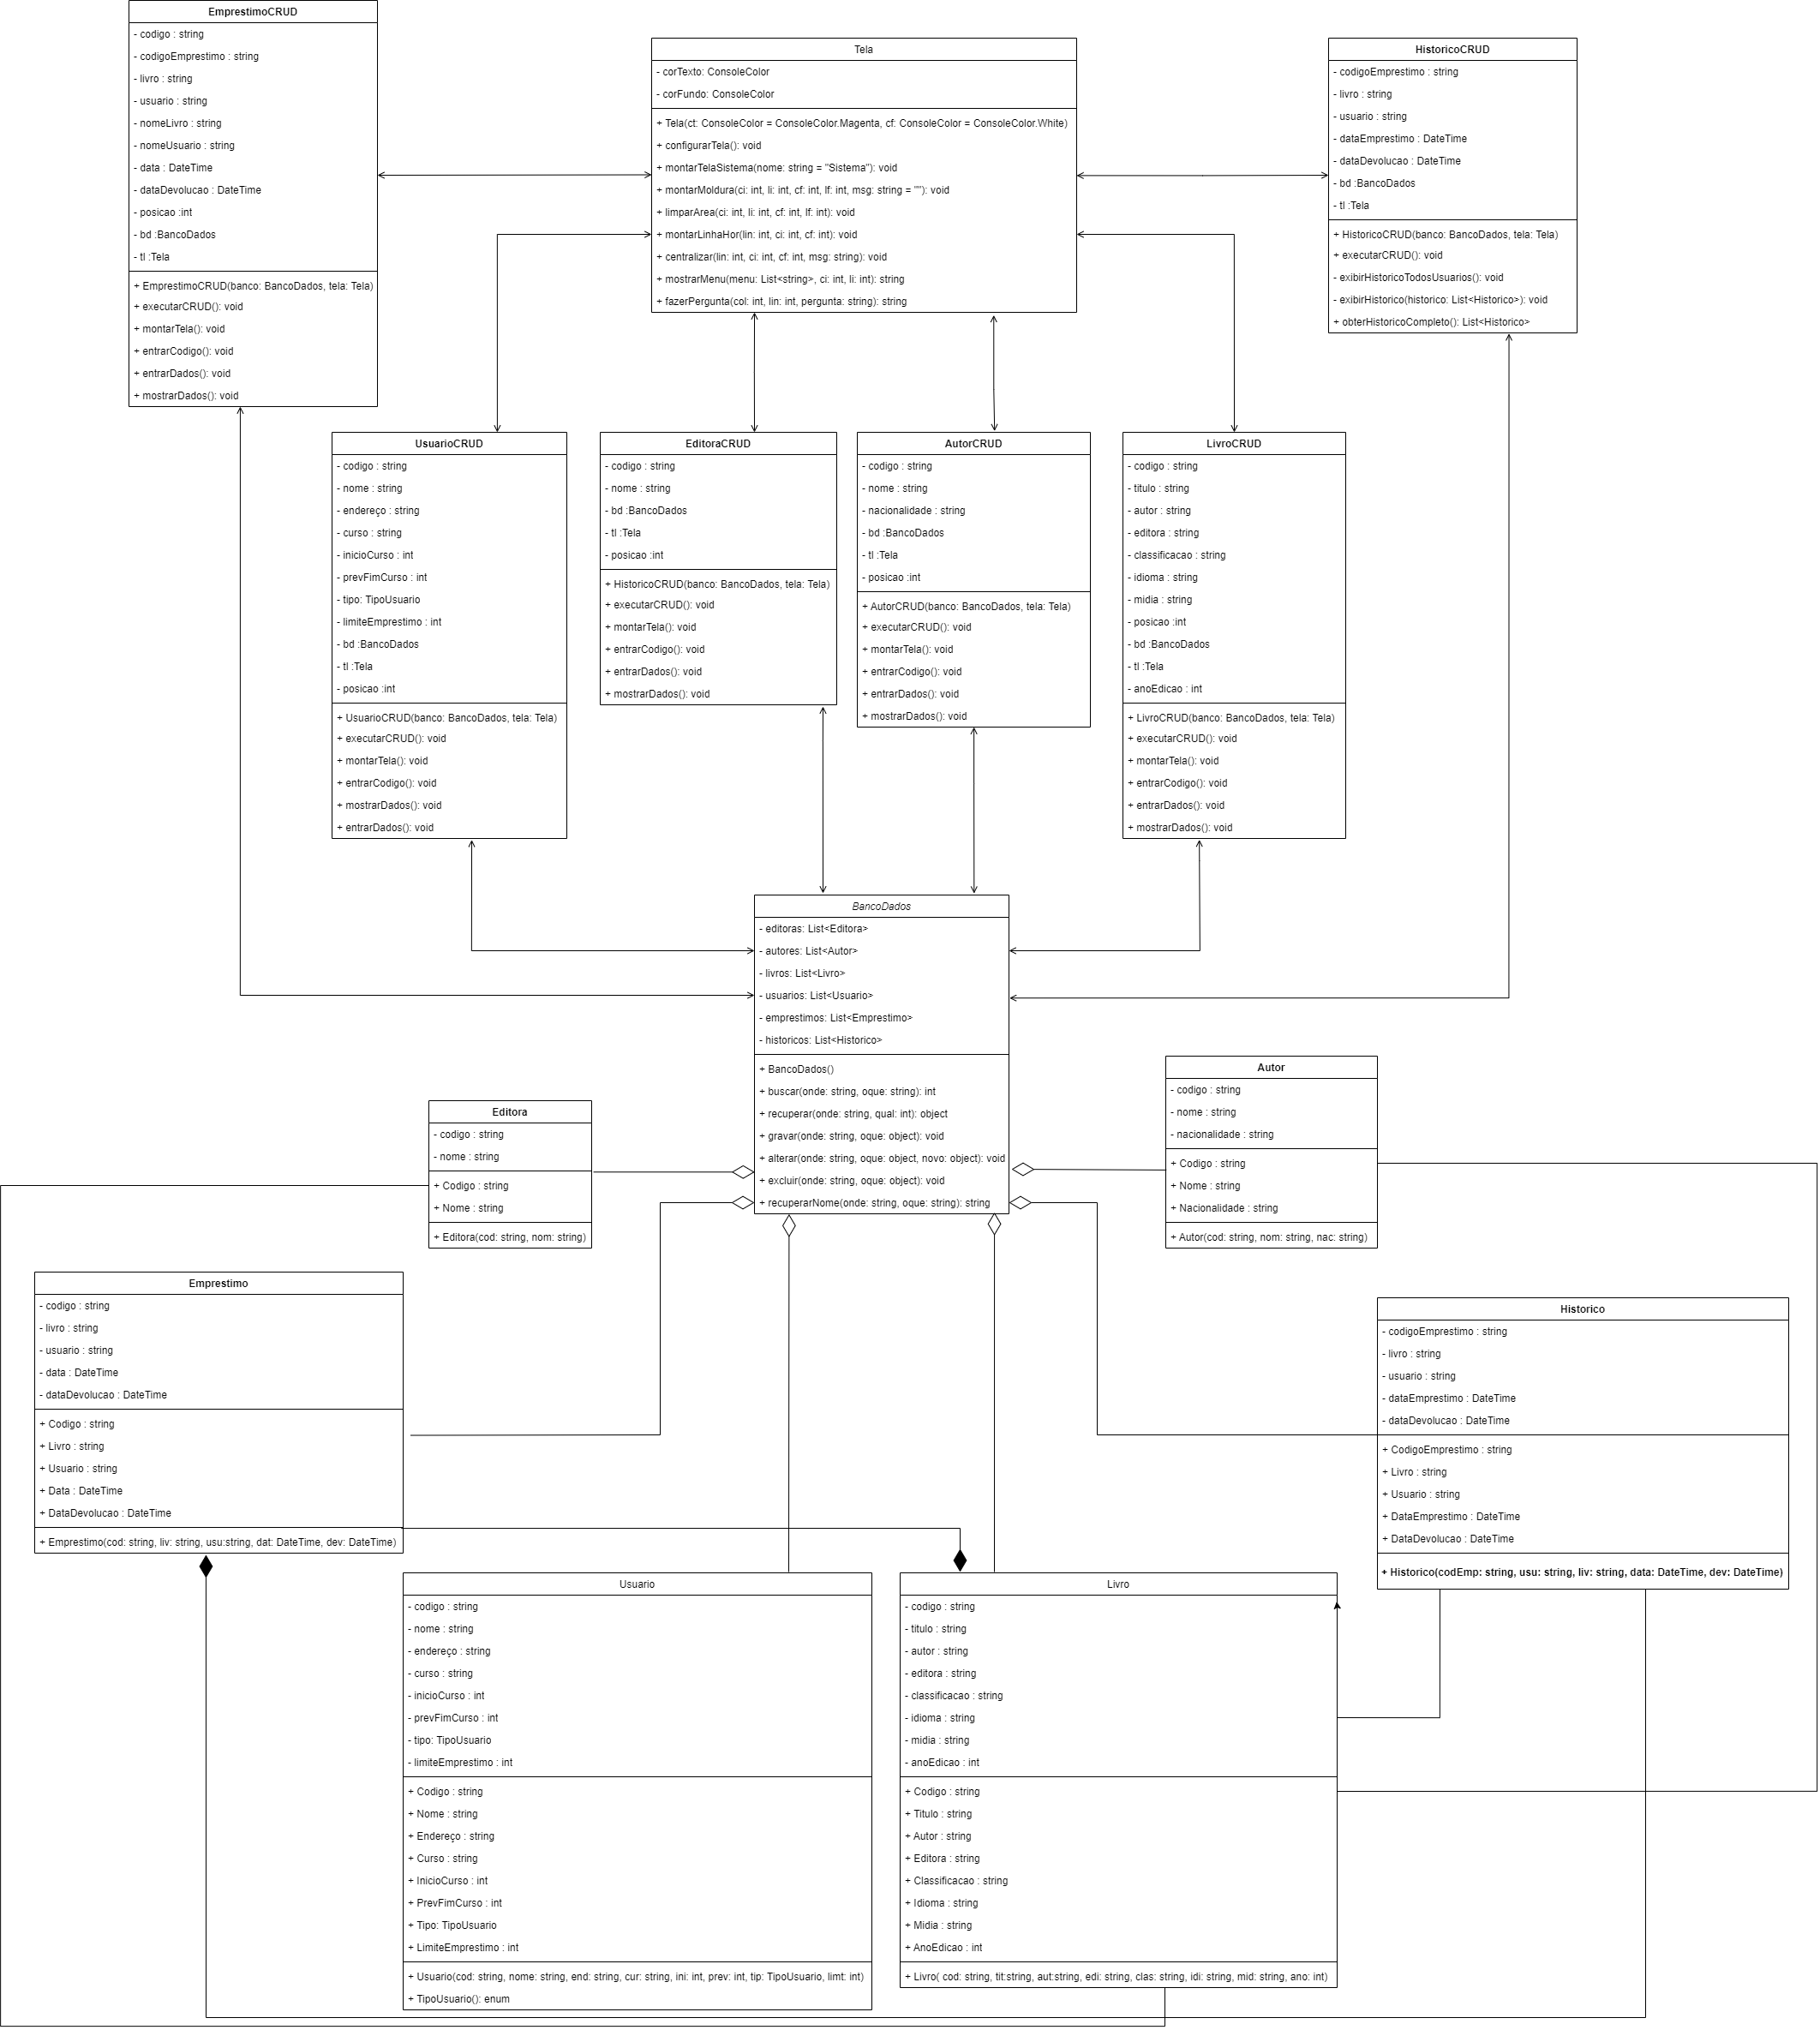 EmprestimoCRUD
- codigo : string
- codigoEmprestimo : string
- livro : string
- usuario : string
- nomeLivro : string
- nomeUsuario : string
- data : DateTime
- dataDevolucao : DateTime
- posicao :int
- bd :BancoDados
- tl :Tela
+ EmprestimoCRUD(banco: BancoDados, tela: Tela)
+ executarCRUD(): void
+ montarTela(): void
+ entrarCodigo(): void
+ entrarDados(): void
+ mostrarDados(): void
Tela
- corTexto: ConsoleColor
- corFundo: ConsoleColor
+ Tela(ct: ConsoleColor = ConsoleColor.Magenta, cf: ConsoleColor = ConsoleColor.White)
+ configurarTela(): void
+ montarTelaSistema(nome: string = "Sistema"): void
+ montarMoldura(ci: int, li: int, cf: int, lf: int, msg: string = ""): void
+ limparArea(ci: int, li: int, cf: int, lf: int): void
+ montarLinhaHor(lin: int, ci: int, cf: int): void
+ centralizar(lin: int, ci: int, cf: int, msg: string): void
+ mostrarMenu(menu: List<string>, ci: int, li: int): string
+ fazerPergunta(col: int, lin: int, pergunta: string): string
HistoricoCRUD
- codigoEmprestimo : string
- livro : string
- usuario : string
- dataEmprestimo : DateTime
- dataDevolucao : DateTime
- bd :BancoDados
- tl :Tela
+ HistoricoCRUD(banco: BancoDados, tela: Tela)
+ executarCRUD(): void
- exibirHistoricoTodosUsuarios(): void
- exibirHistorico(historico: List<Historico>): void
+ obterHistoricoCompleto(): List<Historico>
UsuarioCRUD
- codigo : string
- nome : string
- endereço : string
- curso : string
- inicioCurso : int
- prevFimCurso : int
- tipo: TipoUsuario
- limiteEmprestimo : int
- bd :BancoDados
- tl :Tela
- posicao :int
+ UsuarioCRUD(banco: BancoDados, tela: Tela)
+ executarCRUD(): void
+ montarTela(): void
+ entrarCodigo(): void
+ mostrarDados(): void
+ entrarDados(): void
EditoraCRUD
- codigo : string
- nome : string
- bd :BancoDados
- tl :Tela
- posicao :int
+ HistoricoCRUD(banco: BancoDados, tela: Tela)
+ executarCRUD(): void
+ montarTela(): void
+ entrarCodigo(): void
+ entrarDados(): void
+ mostrarDados(): void
AutorCRUD
- codigo : string
- nome : string
- nacionalidade : string
- bd :BancoDados
- tl :Tela
- posicao :int
+ AutorCRUD(banco: BancoDados, tela: Tela)
+ executarCRUD(): void
+ montarTela(): void
+ entrarCodigo(): void
+ entrarDados(): void
+ mostrarDados(): void
LivroCRUD
- codigo : string
- titulo : string
- autor : string
- editora : string
- classificacao : string
- idioma : string
- midia : string
- posicao :int
- bd :BancoDados
- tl :Tela
- anoEdicao : int
+ LivroCRUD(banco: BancoDados, tela: Tela)
+ executarCRUD(): void
+ montarTela(): void
+ entrarCodigo(): void
+ entrarDados(): void
+ mostrarDados(): void
BancoDados
- editoras: List<Editora>
- autores: List<Autor>
- livros: List<Livro>
- usuarios: List<Usuario>
- emprestimos: List<Emprestimo>
- historicos: List<Historico>
+ BancoDados()
+ buscar(onde: string, oque: string): int
+ recuperar(onde: string, qual: int): object
+ gravar(onde: string, oque: object): void
+ alterar(onde: string, oque: object, novo: object): void
+ excluir(onde: string, oque: object): void
+ recuperarNome(onde: string, oque: string): string
Autor
- codigo : string
- nome : string
- nacionalidade : string
+ Codigo : string
+ Nome : string
+ Nacionalidade : string
+ Autor(cod: string, nom: string, nac: string)
Editora
- codigo : string
- nome : string
+ Codigo : string
+ Nome : string
+ Editora(cod: string, nom: string)
Emprestimo
- codigo : string
- livro : string
- usuario : string
- data : DateTime
- dataDevolucao : DateTime
+ Codigo : string
+ Livro : string
+ Usuario : string
+ Data : DateTime
+ DataDevolucao : DateTime
+ Emprestimo(cod: string, liv: string, usu:string, dat: DateTime, dev: DateTime)
Historico
- codigoEmprestimo : string
- livro : string
- usuario : string
- dataEmprestimo : DateTime
- dataDevolucao : DateTime
+ CodigoEmprestimo : string
+ Livro : string
+ Usuario : string
+ DataEmprestimo : DateTime
+ DataDevolucao : DateTime
+ Historico(codEmp: string, usu: string, liv: string, data: DateTime, dev: DateTime)
Usuario
- codigo : string
- nome : string
- endereço : string
- curso : string
- inicioCurso : int
- prevFimCurso : int
- tipo: TipoUsuario
- limiteEmprestimo : int
+ Codigo : string
+ Nome : string
+ Endereço : string
+ Curso : string
+ InicioCurso : int
+ PrevFimCurso : int
+ Tipo: TipoUsuario
+ LimiteEmprestimo : int
+ Usuario(cod: string, nome: string, end: string, cur: string, ini: int, prev: int, tip: TipoUsuario, limt: int)
+ TipoUsuario(): enum
Livro
- codigo : string
- titulo : string
- autor : string
- editora : string
- classificacao : string
- idioma : string
- midia : string
- anoEdicao : int
+ Codigo : string
+ Titulo : string
+ Autor : string
+ Editora : string
+ Classificacao : string
+ Idioma : string
+ Midia : string
+ AnoEdicao : int
+ Livro( cod: string, tit:string, aut:string, edi: string, clas: string, idi: string, mid: string, ano: int)